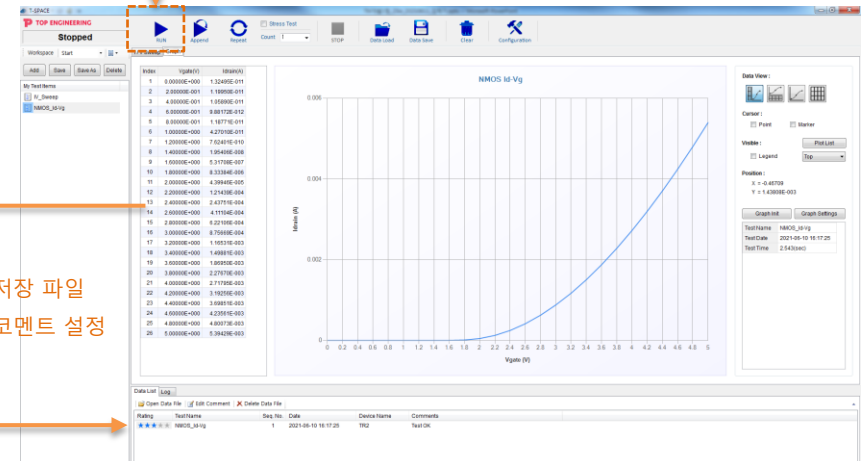 T-SPACE
TOP ENGINEERING
Stopped
Workspace Start
Add Save Save As Delete
My Test Items
IV_Sweep
NMOS_Id-Vg
RUN Append Repeat
Stress Test
Count 1
STOP Data Load Data Save Clear Configuration
Index Vgate(V) Idrain(A)
1 0.00000E+000 1.32495E-011
2 2.00000E-001 1.19950E-011
3 4.00000E-001 1.05890E-011
4 6.00000E-001 9.88172E-012
5 8.00000E-001 1.18771E-011
6 1.00000E+000 4.27010E-011
7 1.20000E+000 7.62401E-010
8 1.40000E+000 1.95406E-008
9 1.60000E+000 5.31708E-007
10 1.80000E+000 8.33364E-006
11 2.00000E+000 4.39945E-005
12 2.20000E+000 1.21439E-004
13 2.40000E+000 2.43751E-004
14 2.60000E+000 4.11104E-004
15 2.80000E+000 6.22106E-004
16 3.00000E+000 8.75669E-004
17 3.20000E+000 1.16531E-003
18 3.40000E+000 1.49881E-003
19 3.60000E+000 1.86959E-003
20 3.80000E+000 2.27570E-003
21 4.00000E+000 2.71795E-003
22 4.20000E+000 3.19259E-003
23 4.40000E+000 3.69851E-003
24 4.60000E+000 4.23561E-003
25 4.80000E+000 4.80073E-003
26 5.00000E+000 5.39429E-003
NMOS Id-Vg
0.006
0.004
0.002
0
Idrain (A)
0 0.2 0.4 0.6 0.8 1 1.2 1.4 1.6 1.8 2 2.2 2.4 2.6 2.8 3 3.2 3.4 3.6 3.8 4 4.2 4.4 4.6 4.8 5
Vgate (V)
Data View :
Cursor :
Point Marker
Visible : Plot List
Legend Top
Position :
X = -0.46709
Y = 1.43808E-003
Graph Init Graph Settings
Test Name NMOS_Id-Vg
Test Date 2021-06-10 16:17:25
Test Time 2.543(sec)
저장 파일
코멘트 설정
Data List Log
Open Data File Edit Comment Delete Data File
Rating Test Name Seq. No. Date Device Name Comments
NMOS_Id-Vg 1 2021-06-10 16:17:25 TR2 Test OK